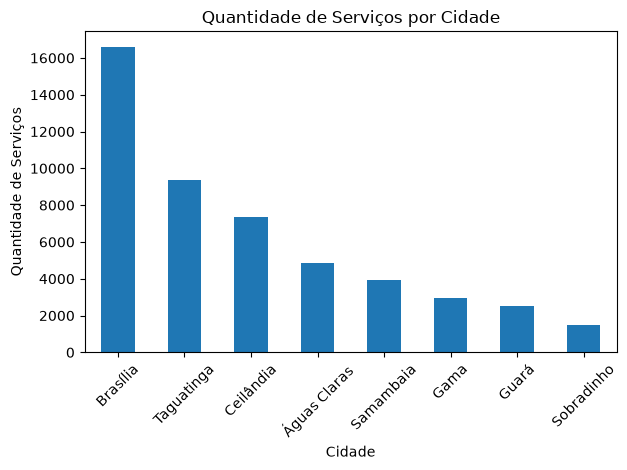 Quantidade de Serviços por Cidade
Quantidade de Serviços
16000
14000
12000
10000
8000
6000
4000
2000
0
Brasília
Taguatinga
Ceilândia
Águas Claras
Samambaia
Gama
Guará
Sobradinho
Cidade